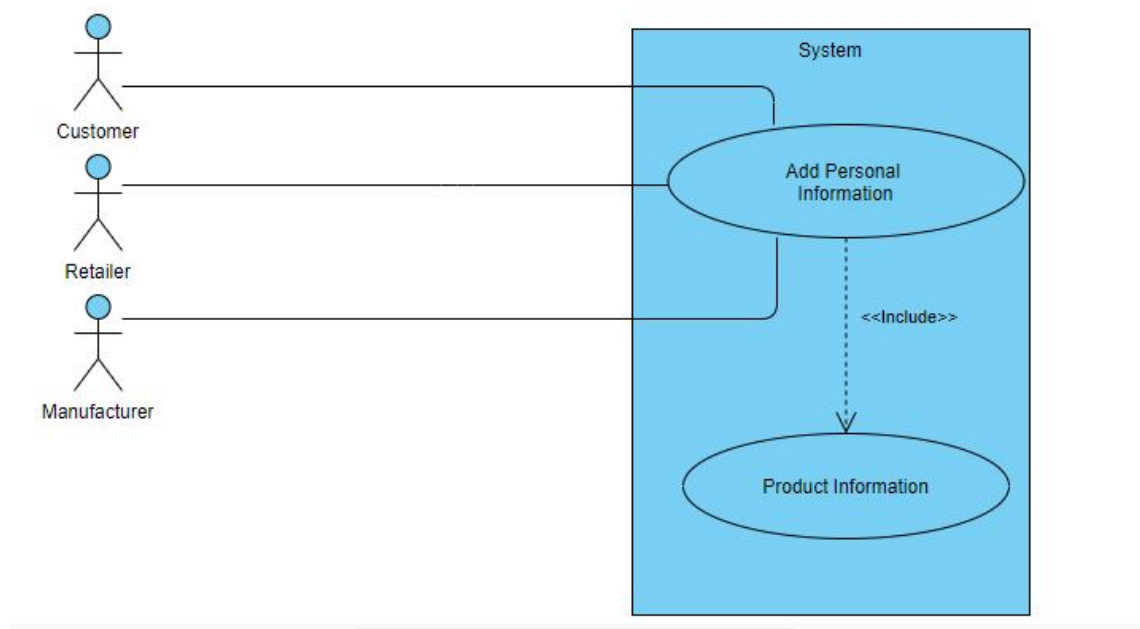 System
Customer
Add Personal
Information
Retailer
<<Include>>
Manufacturer
Product Information